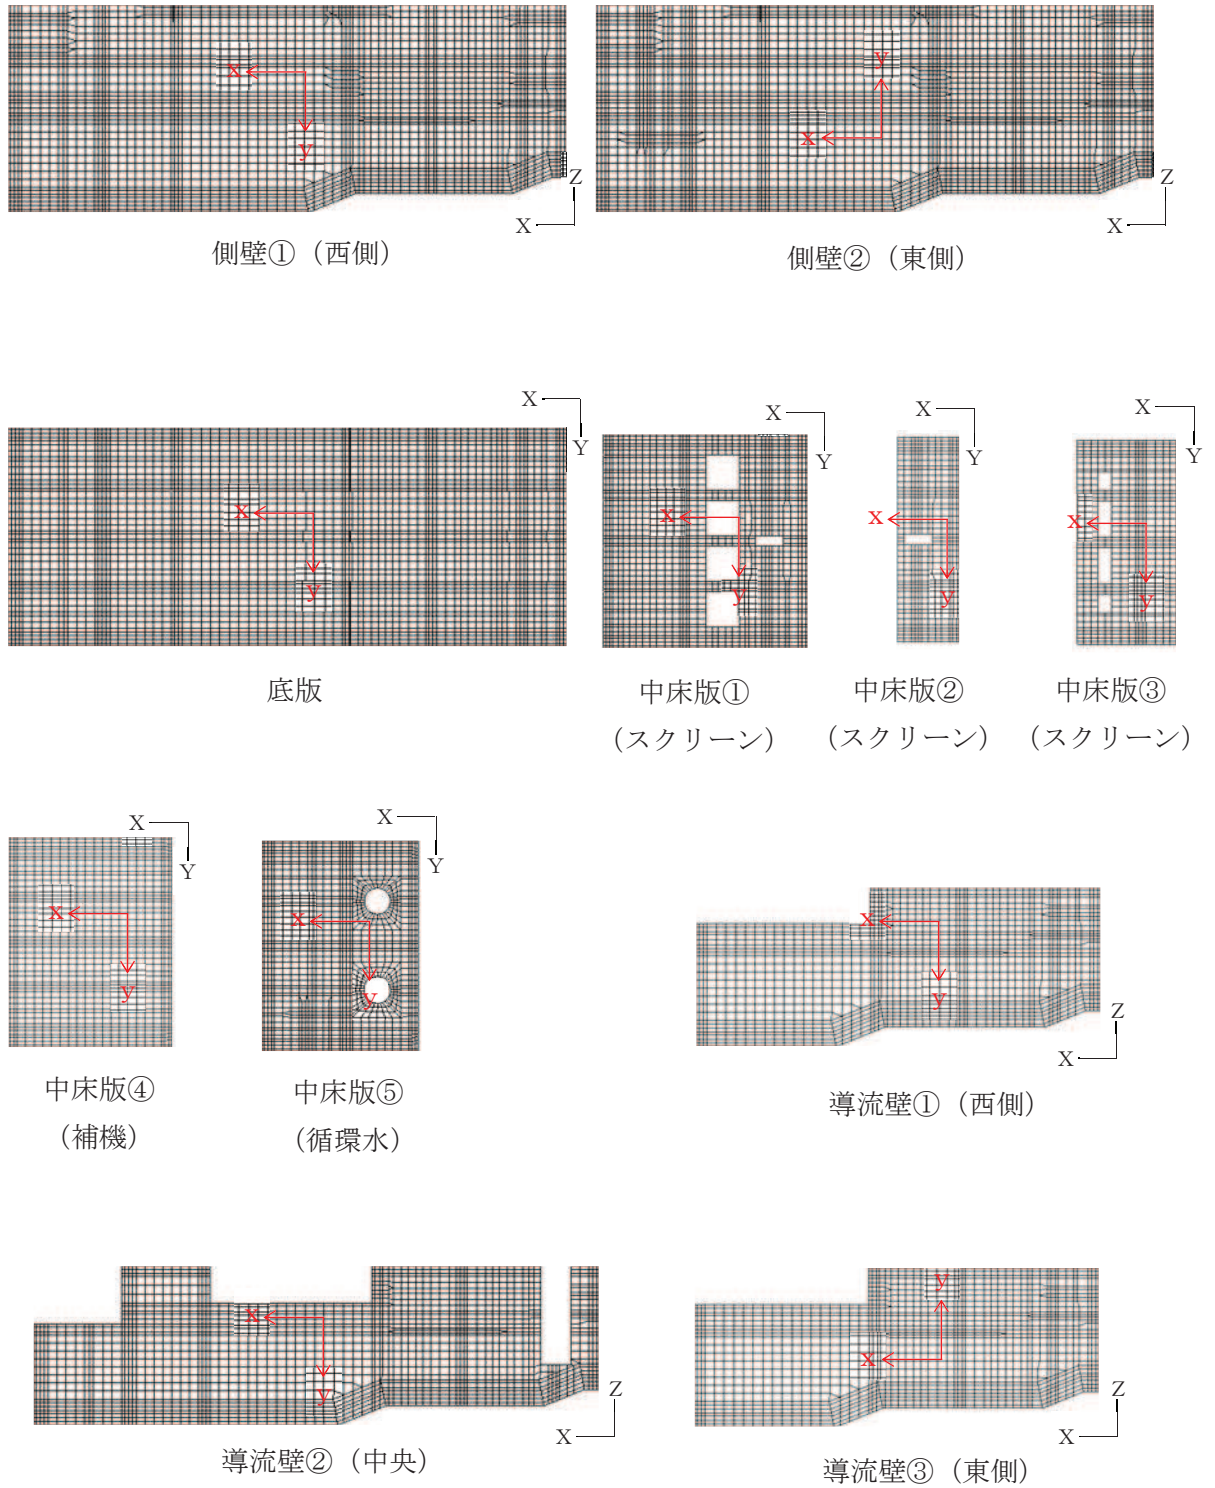 x
y
Z
X
側壁①（西側）
y
x
Z
X
側壁②（東側）
X
Y
x
y
底版
X
Y
x
y
中床版①
（スクリーン）
X
Y
x
y
中床版②
（スクリーン）
X
Y
x
y
中床版③
（スクリーン）
X
Y
x
y
中床版④
（補機）
X
Y
x
y
中床版⑤
（循環水）
x
y
Z
X
導流壁①（西側）
x
y
Z
X
導流壁②（中央）
y
x
Z
X
導流壁③（東側）